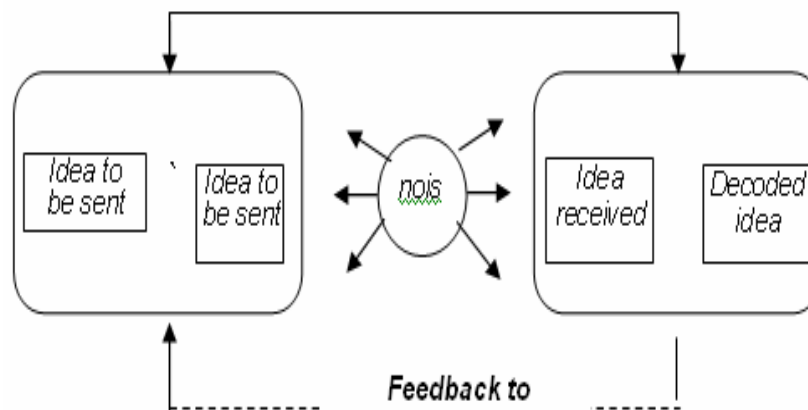 Idea to
be sent
Idea to
be sent
nois
Idea
received
Decoded
idea
Feedback to